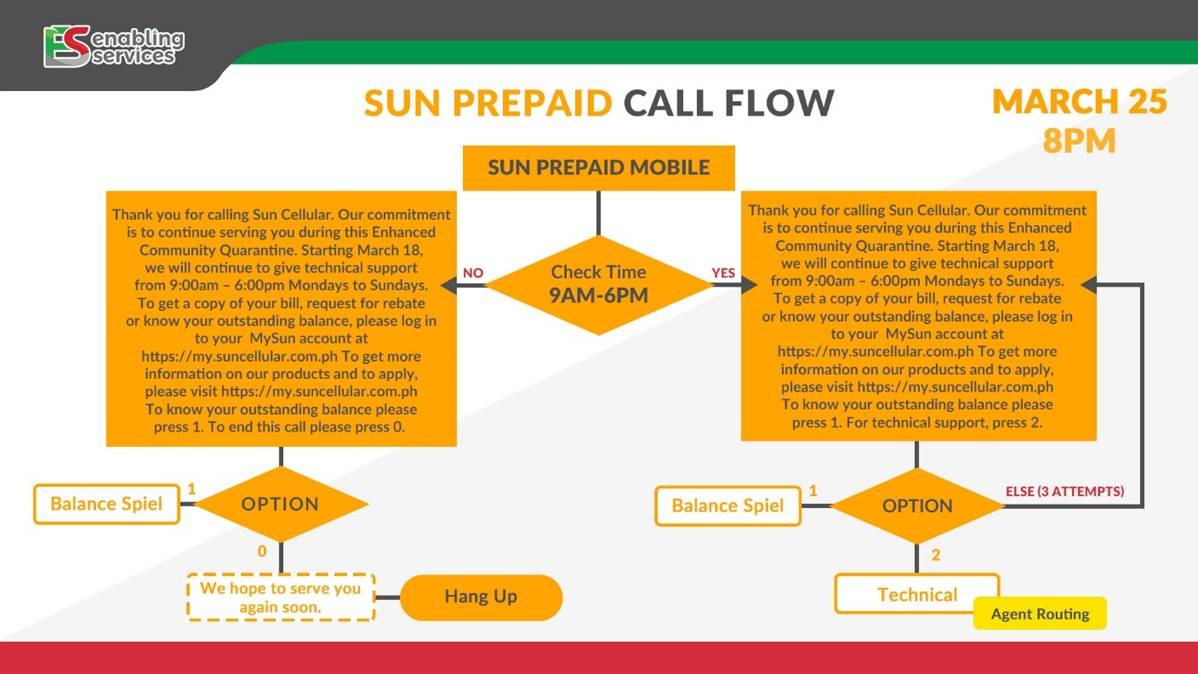 enabling
services
SUN PREPAID CALL FLOW
MARCH 25
8PM
SUN PREPAID MOBILE
Thank you for calling Sun Cellular. Our commitment
is to continue serving you during this Enhanced
Community Quarantine. Starting March 18,
we will continue to give technical support
from 9:00am – 6:00pm Mondays to Sundays.
To get a copy of your bill, request for rebate
or know your outstanding balance, please log in
to your MySun account at
https://my.suncellular.com.ph To get more
information on our products and to apply,
please visit https://my.suncellular.com.ph
To know your outstanding balance please
press 1. To end this call please press 0.
NO
Check Time
9AM-6PM
YES
Thank you for calling Sun Cellular. Our commitment
is to continue serving you during this Enhanced
Community Quarantine. Starting March 18,
we will continue to give technical support
from 9:00am – 6:00pm Mondays to Sundays.
To get a copy of your bill, request for rebate
or know your outstanding balance, please log in
to your MySun account at
https://my.suncellular.com.ph To get more
information on our products and to apply,
please visit https://my.suncellular.com.ph
To know your outstanding balance please
press 1. For technical support, press 2.
Balance Spiel
1
OPTION
0
We hope to serve you
again soon.
Hang Up
Balance Spiel
1
OPTION
ELSE (3 ATTEMPTS)
2
Technical
Agent Routing